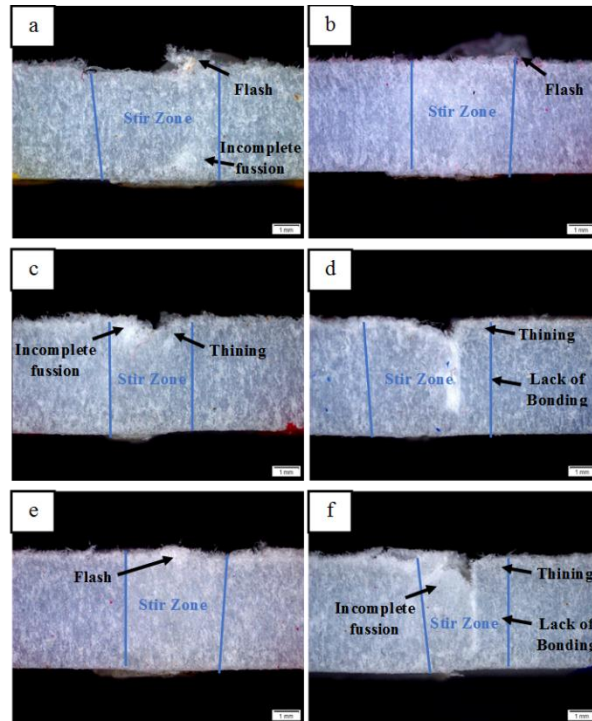 a
Flash
Stir Zone
Incomplete
fussion
1 mm
b
Stir Zone
Flash
1 mm
c
Incomplete
fussion
Thining
Stir Zone
1 mm
d
Thining
Stir Zone
Lack of
Bonding
1 mm
e
Flash
Stir Zone
1 mm
f
Thining
Incomplete
fussion
Stir Zone
Lack of
Bonding
1 mm